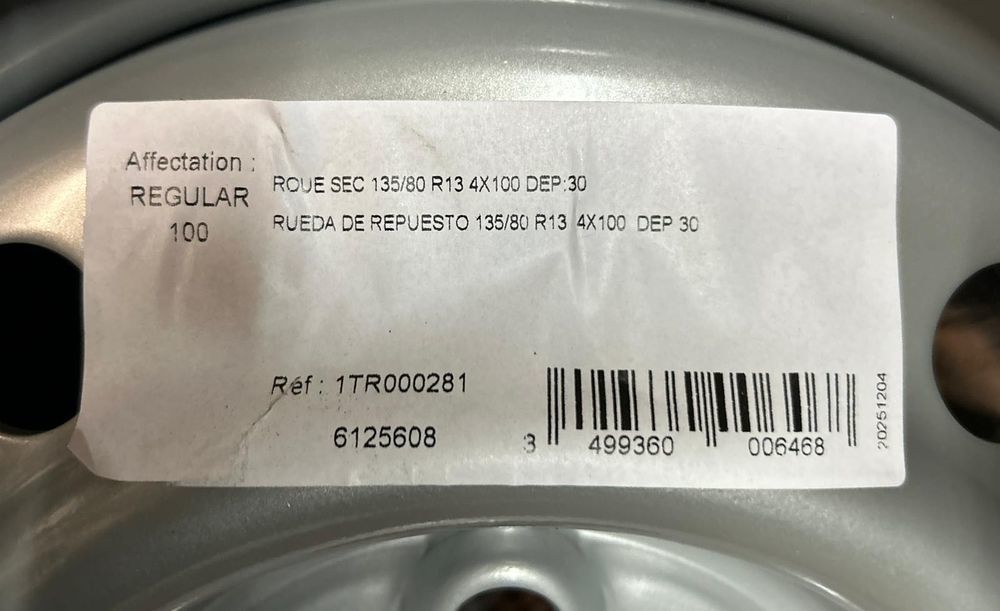 Affectation :
REGULAR
100
ROUE SEC 135/80 R13 4X100 DEP:30
RUEDA DE REPUESTO 135/80 R13 4X100 DEP 30
Réf : 1TR000281
6125608
3 499360 006468
20251204